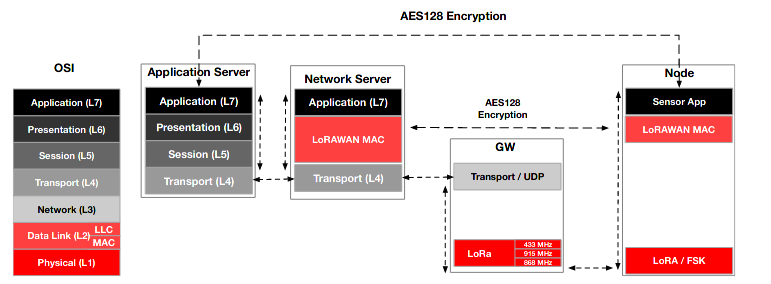 AES128 Encryption
OSI
Application (L7)
Presentation (L6)
Session (L5)
Transport (L4)
Network (L3)
Data Link (L2)
LLC
MAC
Physical (L1)
Application Server
Application (L7)
Presentation (L6)
Session (L5)
Transport (L4)
Network Server
Application (L7)
LoRAWAN MAC
Transport (L4)
AES128
Encryption
GW
Transport / UDP
LoRa
433 MHz
915 MHz
868 MHz
Node
Sensor App
LoRAWAN MAC
LoRA / FSK